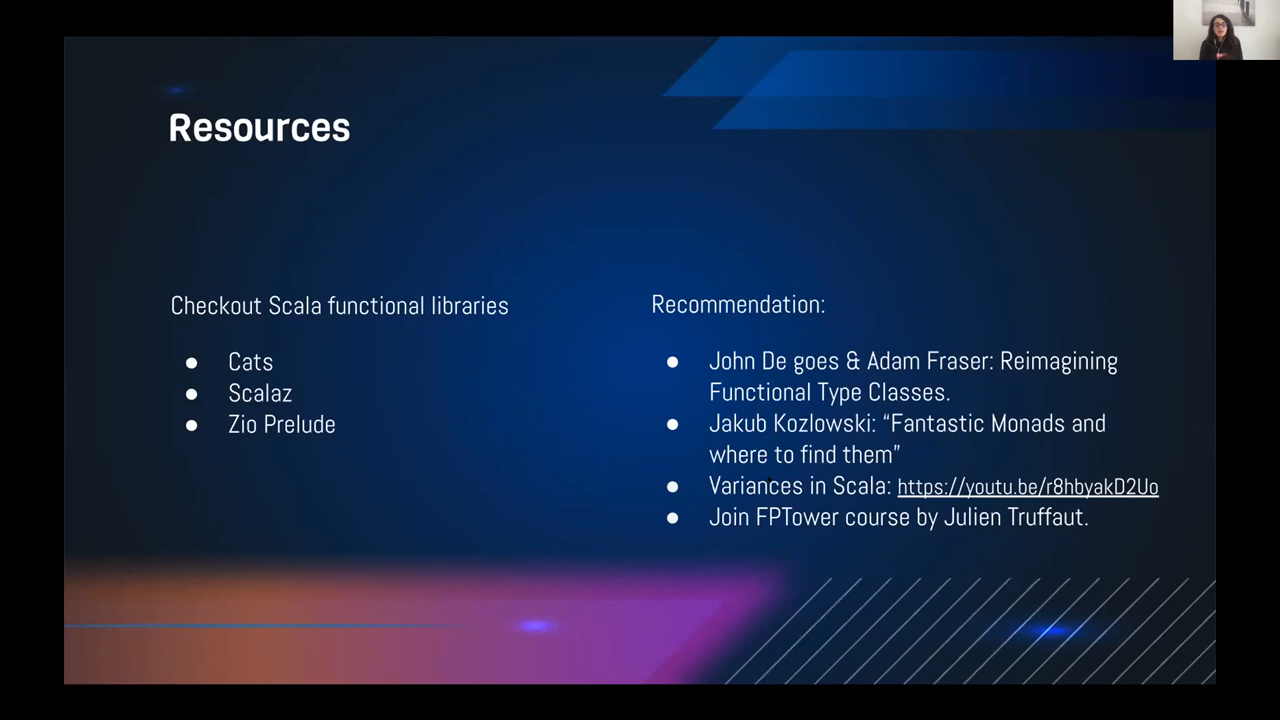 Resources
Checkout Scala functional libraries
● Cats
● Scalaz
● Zio Prelude
Recommendation:
● John De goes & Adam Fraser: Reimagining
Functional Type Classes.
● Jakub Kozlowski: “Fantastic Monads and
where to find them”
● Variances in Scala: https://youtu.be/r8hbyakD2Uo
● Join FPTower course by Julien Truffaut.